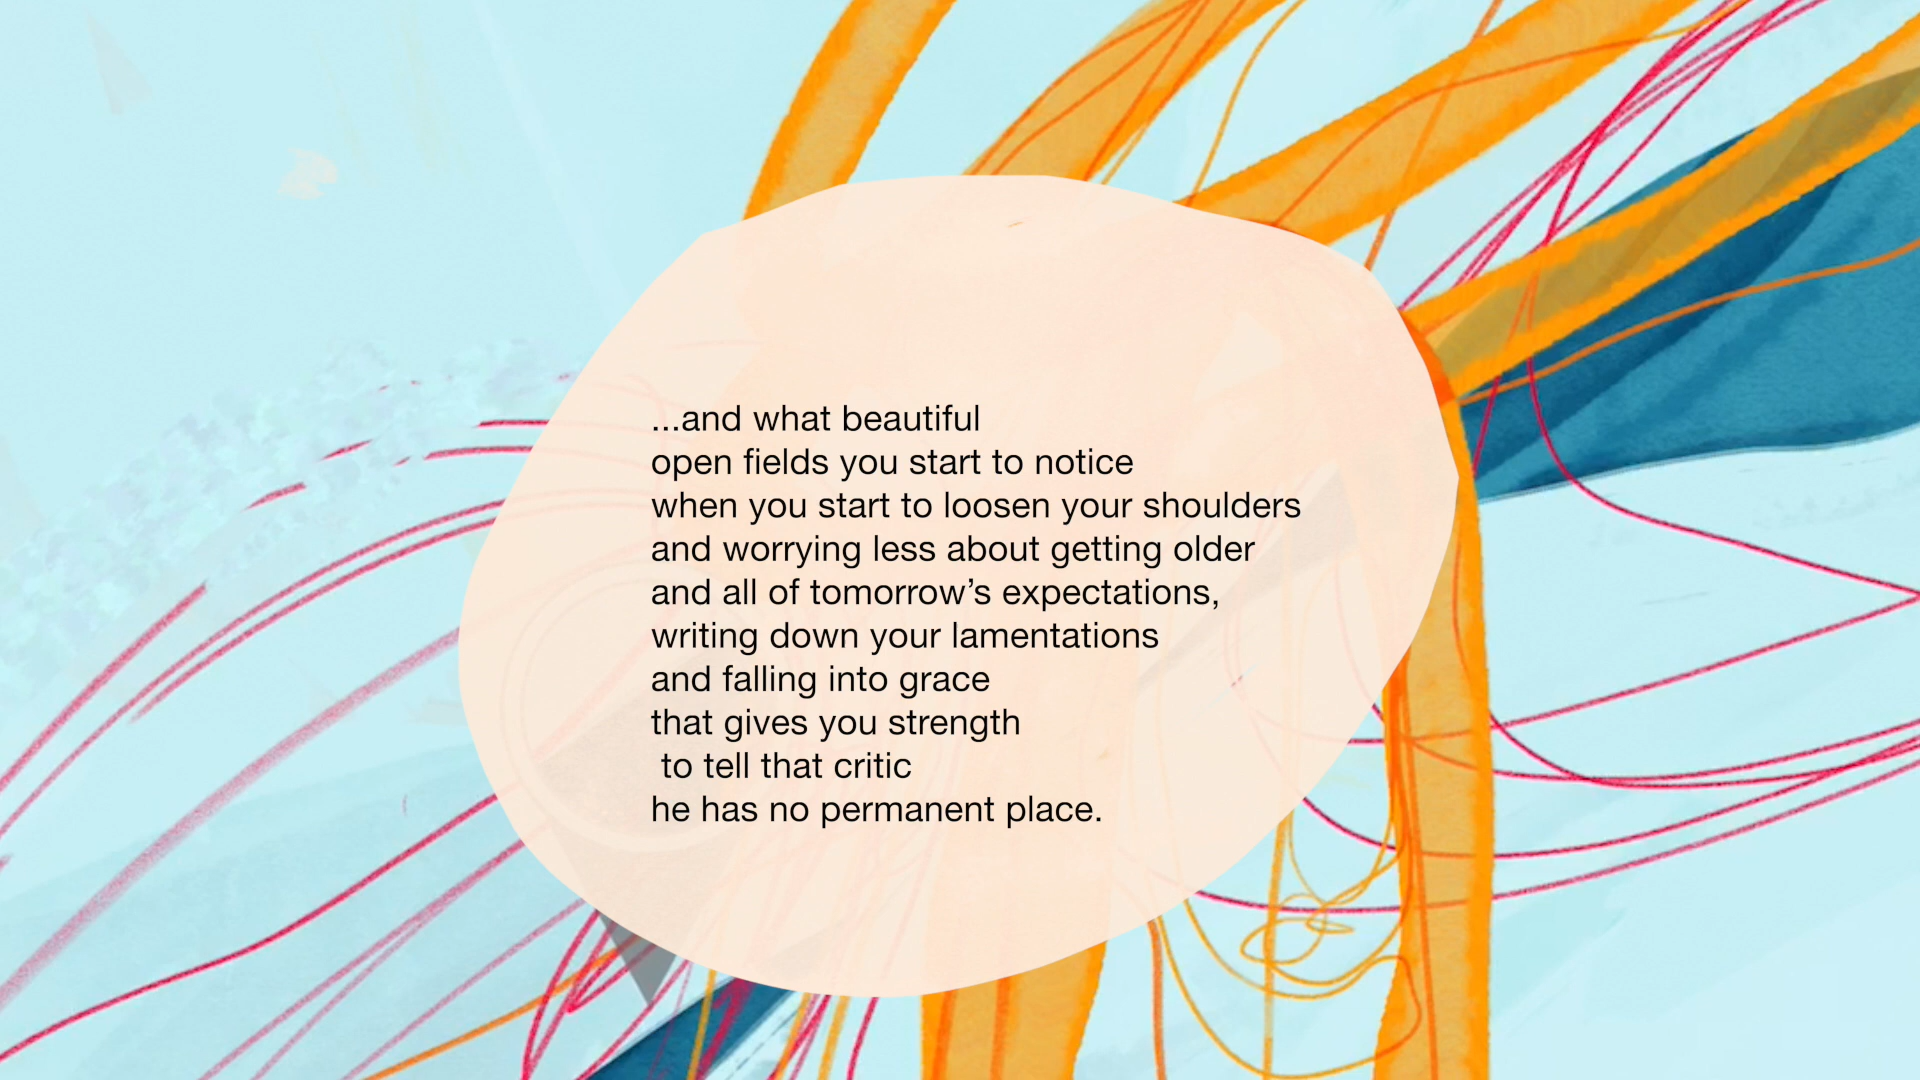 ...and what beautiful
open fields you start to notice
when you start to loosen your shoulders
and worrying less about getting older
and all of tomorrow’s expectations,
writing down your lamentations
and falling into grace
that gives you strength
to tell that critic
he has no permanent place.